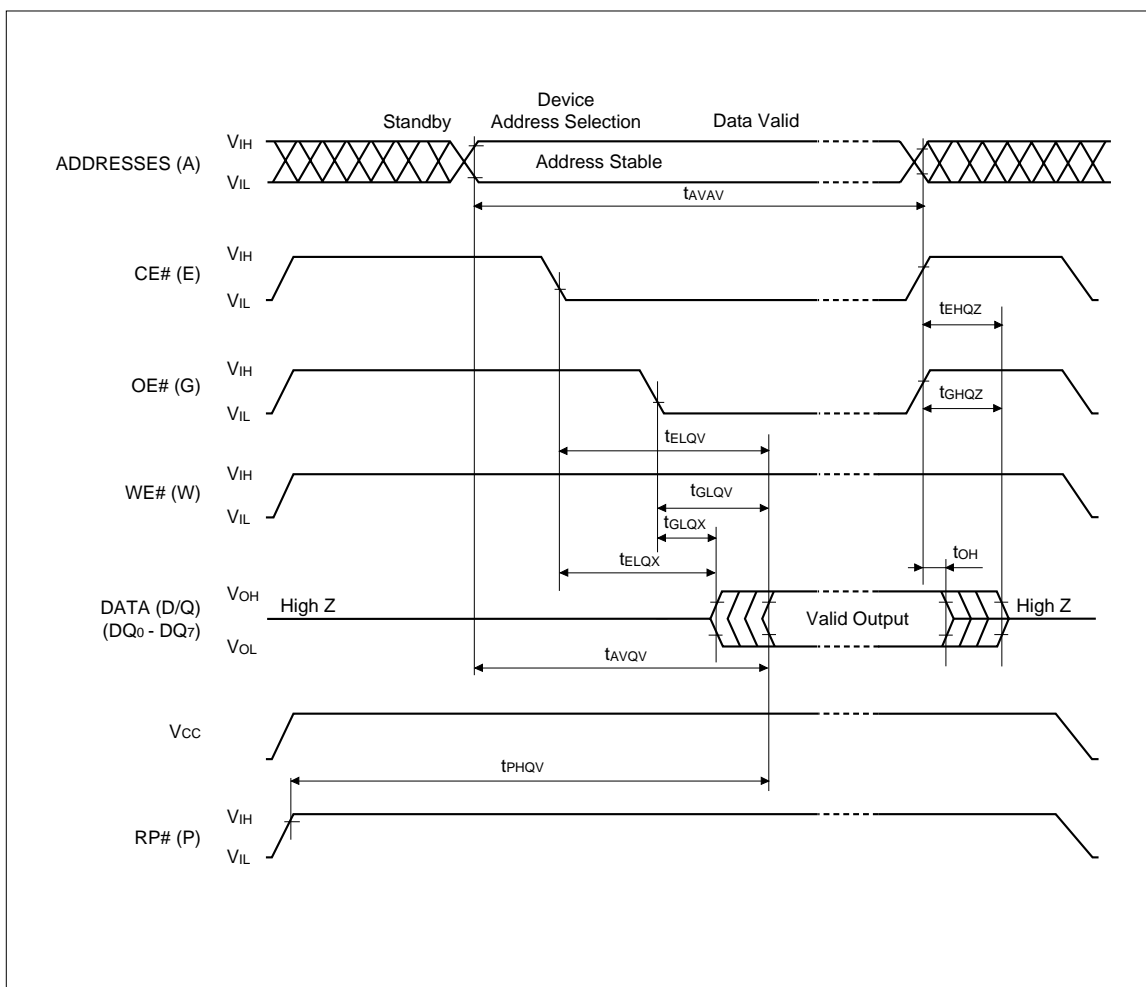 Device
Standby Address Selection Data Valid
VIH
ADDRESSES (A) Address Stable
VIL
tAVAV
VIH
CE# (E)
VIL
tEHQZ
VIH
OE# (G)
VIL
tGHQZ
tELQV
VIH
WE# (W)
VIL
tGLQV
tGLQX
tELQX
tOH
VOH
DATA (D/Q) High Z Valid Output High Z
(DQ0 - DQ7)
VOL
tAVQV
VCC
tPHQV
VIH
RP# (P)
VIL